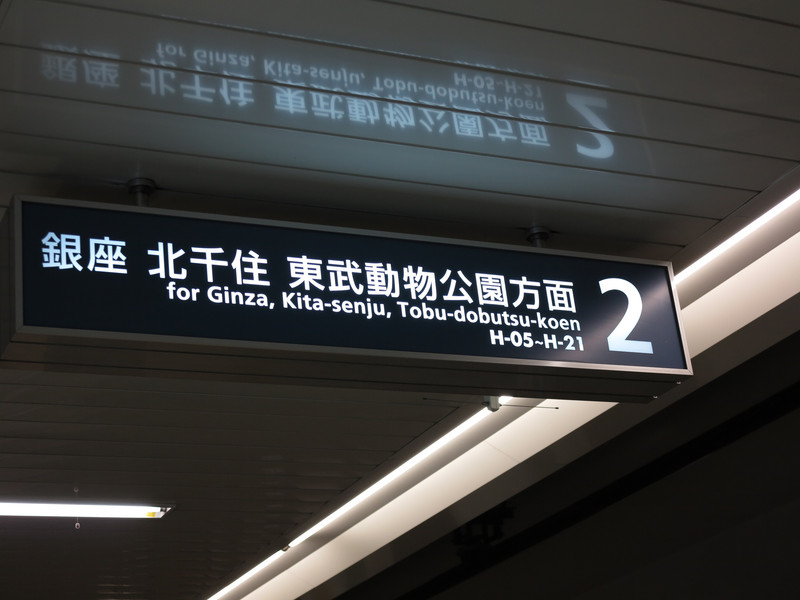 銀座 北千住 東武動物公園方面
for Ginza, Kita-senju, Tobu-dobutsu-koen
H-05~H-21
2